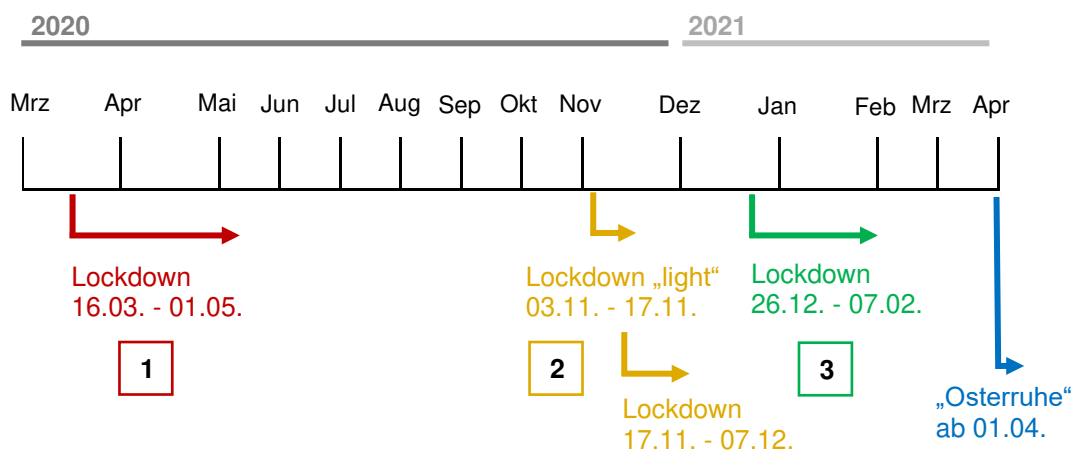 2020
2021
Mrz Apr Mai Jun Jul Aug Sep Okt Nov Dez Jan Feb Mrz Apr
Lockdown
16.03. - 01.05.
1
Lockdown „light“
03.11. - 17.11.
2
Lockdown
17.11. - 07.12.
Lockdown
26.12. - 07.02.
3
„Osterruhe“
ab 01.04.